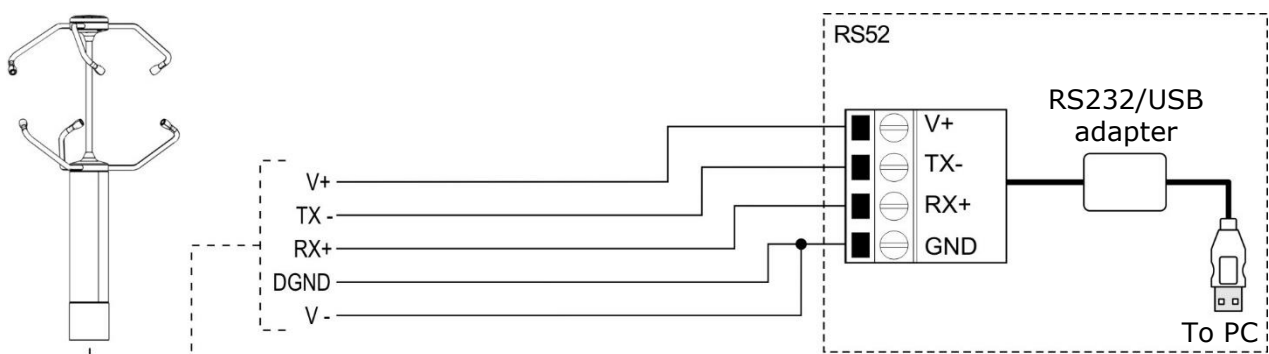 RS52
RS232/USB
adapter
V+
TX-
RX+
GND
V+
TX -
RX+
DGND
V -
To PC